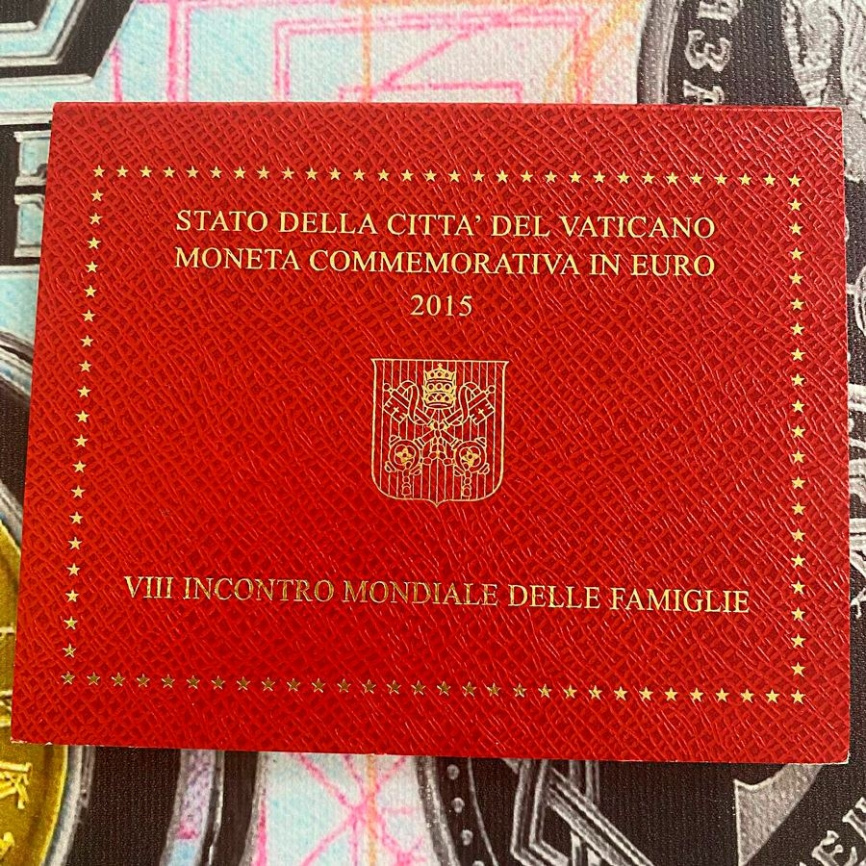 STATO DELLA CITTA' DEL VATICANO
MONETA COMMEMORATIVA IN EURO
2015
VIII INCONTRO MONDIALE DELLE FAMIGLIE